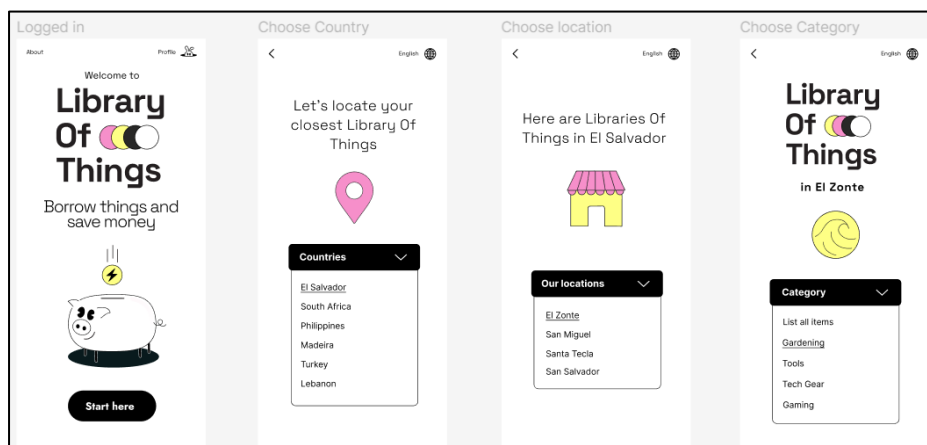 Logged in
About
Profile
Welcome to
Library
Of
Things
Borrow things and
save money
Start here
Choose Country
English
Let's locate your
closest Library Of
Things
Countries
El Salvador
South Africa
Philippines
Madeira
Turkey
Lebanon
Choose location
English
Here are Libraries Of
Things in El Salvador
Our locations
El Zonte
San Miguel
Santa Tecla
San Salvador
Choose Category
English
Library
Of
Things
in El Zonte
Category
List all items
Gardening
Tools
Tech Gear
Gaming